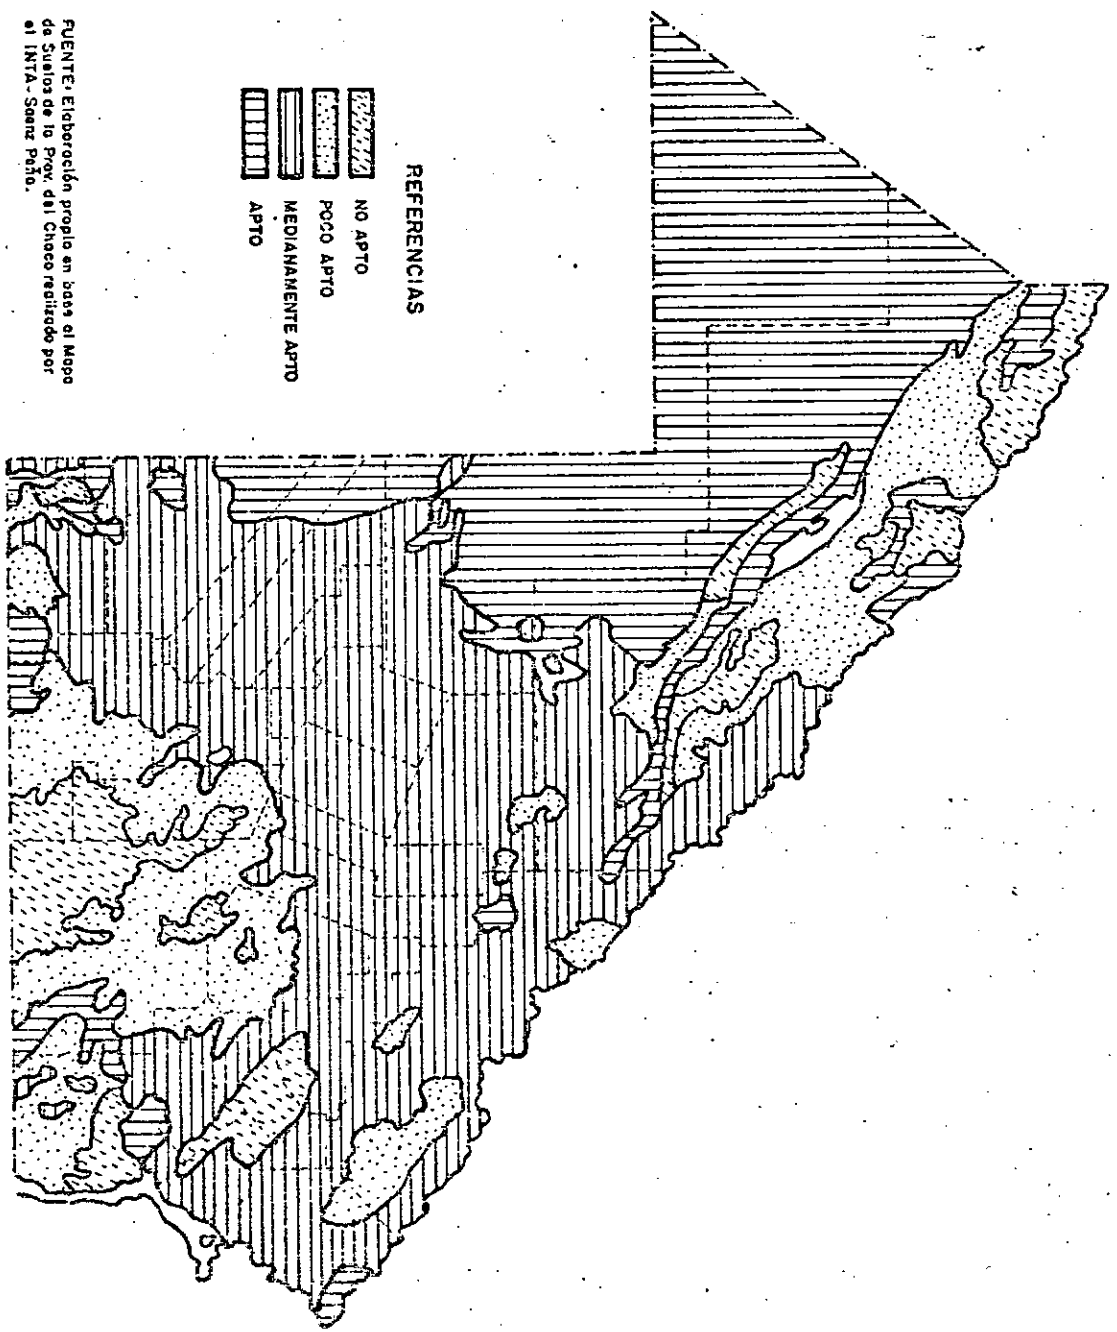 REFERENCIAS
NO APTO
POCO APTO
MEDIANAMENTE APTO
APTO
FUENTE: Elaboración propia en base al Mapa
de Suelos de la Prov. del Chaco realizado por
el INTA - Saenz Peña.